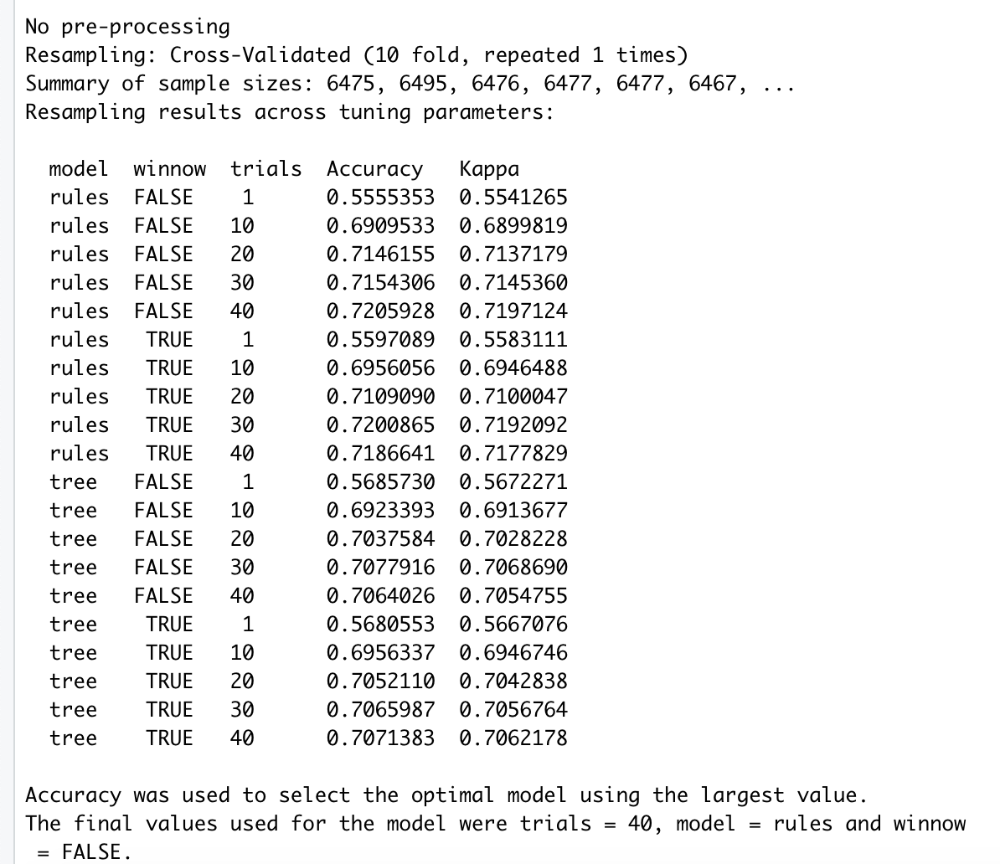 No pre-processing
Resampling: Cross-Validated (10 fold, repeated 1 times)
Summary of sample sizes: 6475, 6495, 6476, 6477, 6477, 6467, ...
Resampling results across tuning parameters:

  model  winnow  trials  Accuracy   Kappa
  rules  FALSE    1      0.5555353  0.5541265
  rules  FALSE   10      0.6909533  0.6899819
  rules  FALSE   20      0.7146155  0.7137179
  rules  FALSE   30      0.7154306  0.7145360
  rules  FALSE   40      0.7205928  0.7197124
  rules   TRUE    1      0.5597089  0.5583111
  rules   TRUE   10      0.6956056  0.6946488
  rules   TRUE   20      0.7109090  0.7100047
  rules   TRUE   30      0.7200865  0.7192092
  rules   TRUE   40      0.7186641  0.7177829
  tree   FALSE    1      0.5685730  0.5672271
  tree   FALSE   10      0.6923393  0.6913677
  tree   FALSE   20      0.7037584  0.7028228
  tree   FALSE   30      0.7077916  0.7068690
  tree   FALSE   40      0.7064026  0.7054755
  tree    TRUE    1      0.5680553  0.5667076
  tree    TRUE   10      0.6956337  0.6946746
  tree    TRUE   20      0.7052110  0.7042838
  tree    TRUE   30      0.7065987  0.7056764
  tree    TRUE   40      0.7071383  0.7062178

Accuracy was used to select the optimal model using the largest value.
The final values used for the model were trials = 40, model = rules and winnow
 = FALSE.